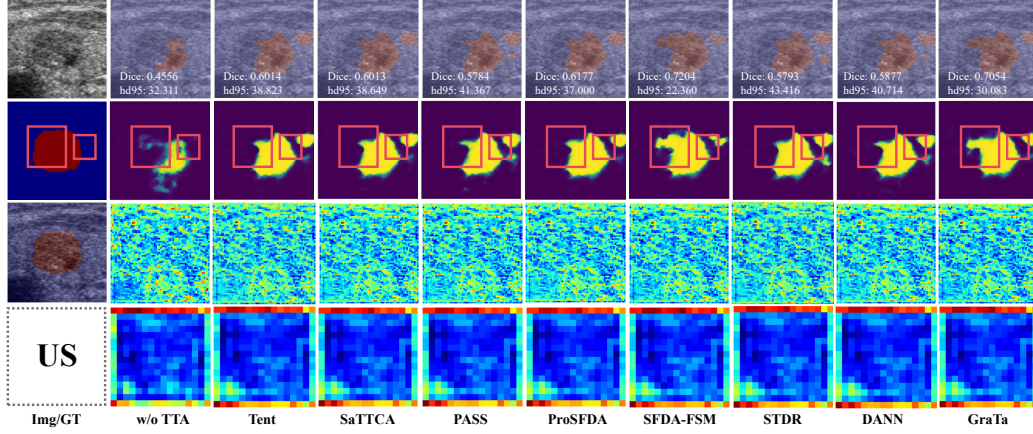 Dice: 0.4556
hd95: 32.311
Dice: 0.6014
hd95: 38.823
Dice: 0.6013
hd95: 38.649
Dice: 0.5784
hd95: 41.367
Dice: 0.6177
hd95: 37.000
Dice: 0.7204
hd95: 22.360
Dice: 0.5793
hd95: 43.416
Dice: 0.5877
hd95: 40.714
Dice: 0.7054
hd95: 30.083
US
Img/GT
w/o TTA
Tent
SaTTCA
PASS
ProSFDA
SFDA-FSM
STDR
DANN
GraTa